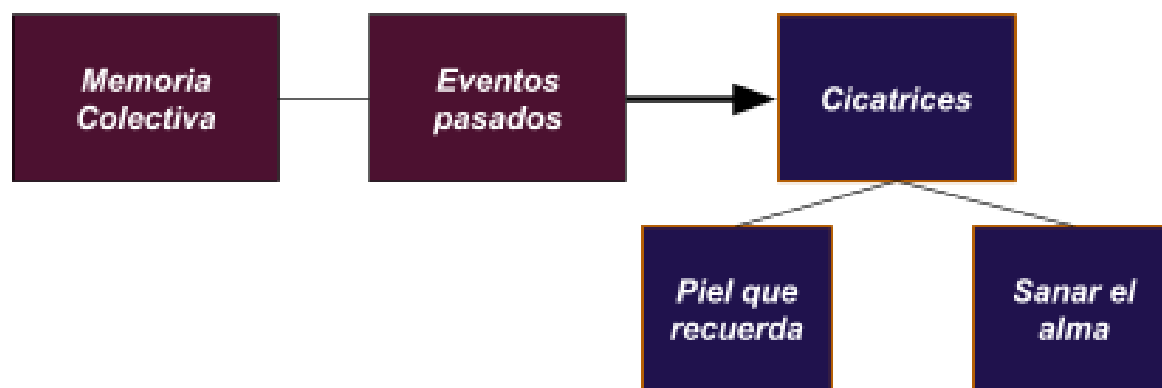 Memoria
Colectiva
Eventos
pasados
Cicatrices
Piel que
recuerda
Sanar el
alma